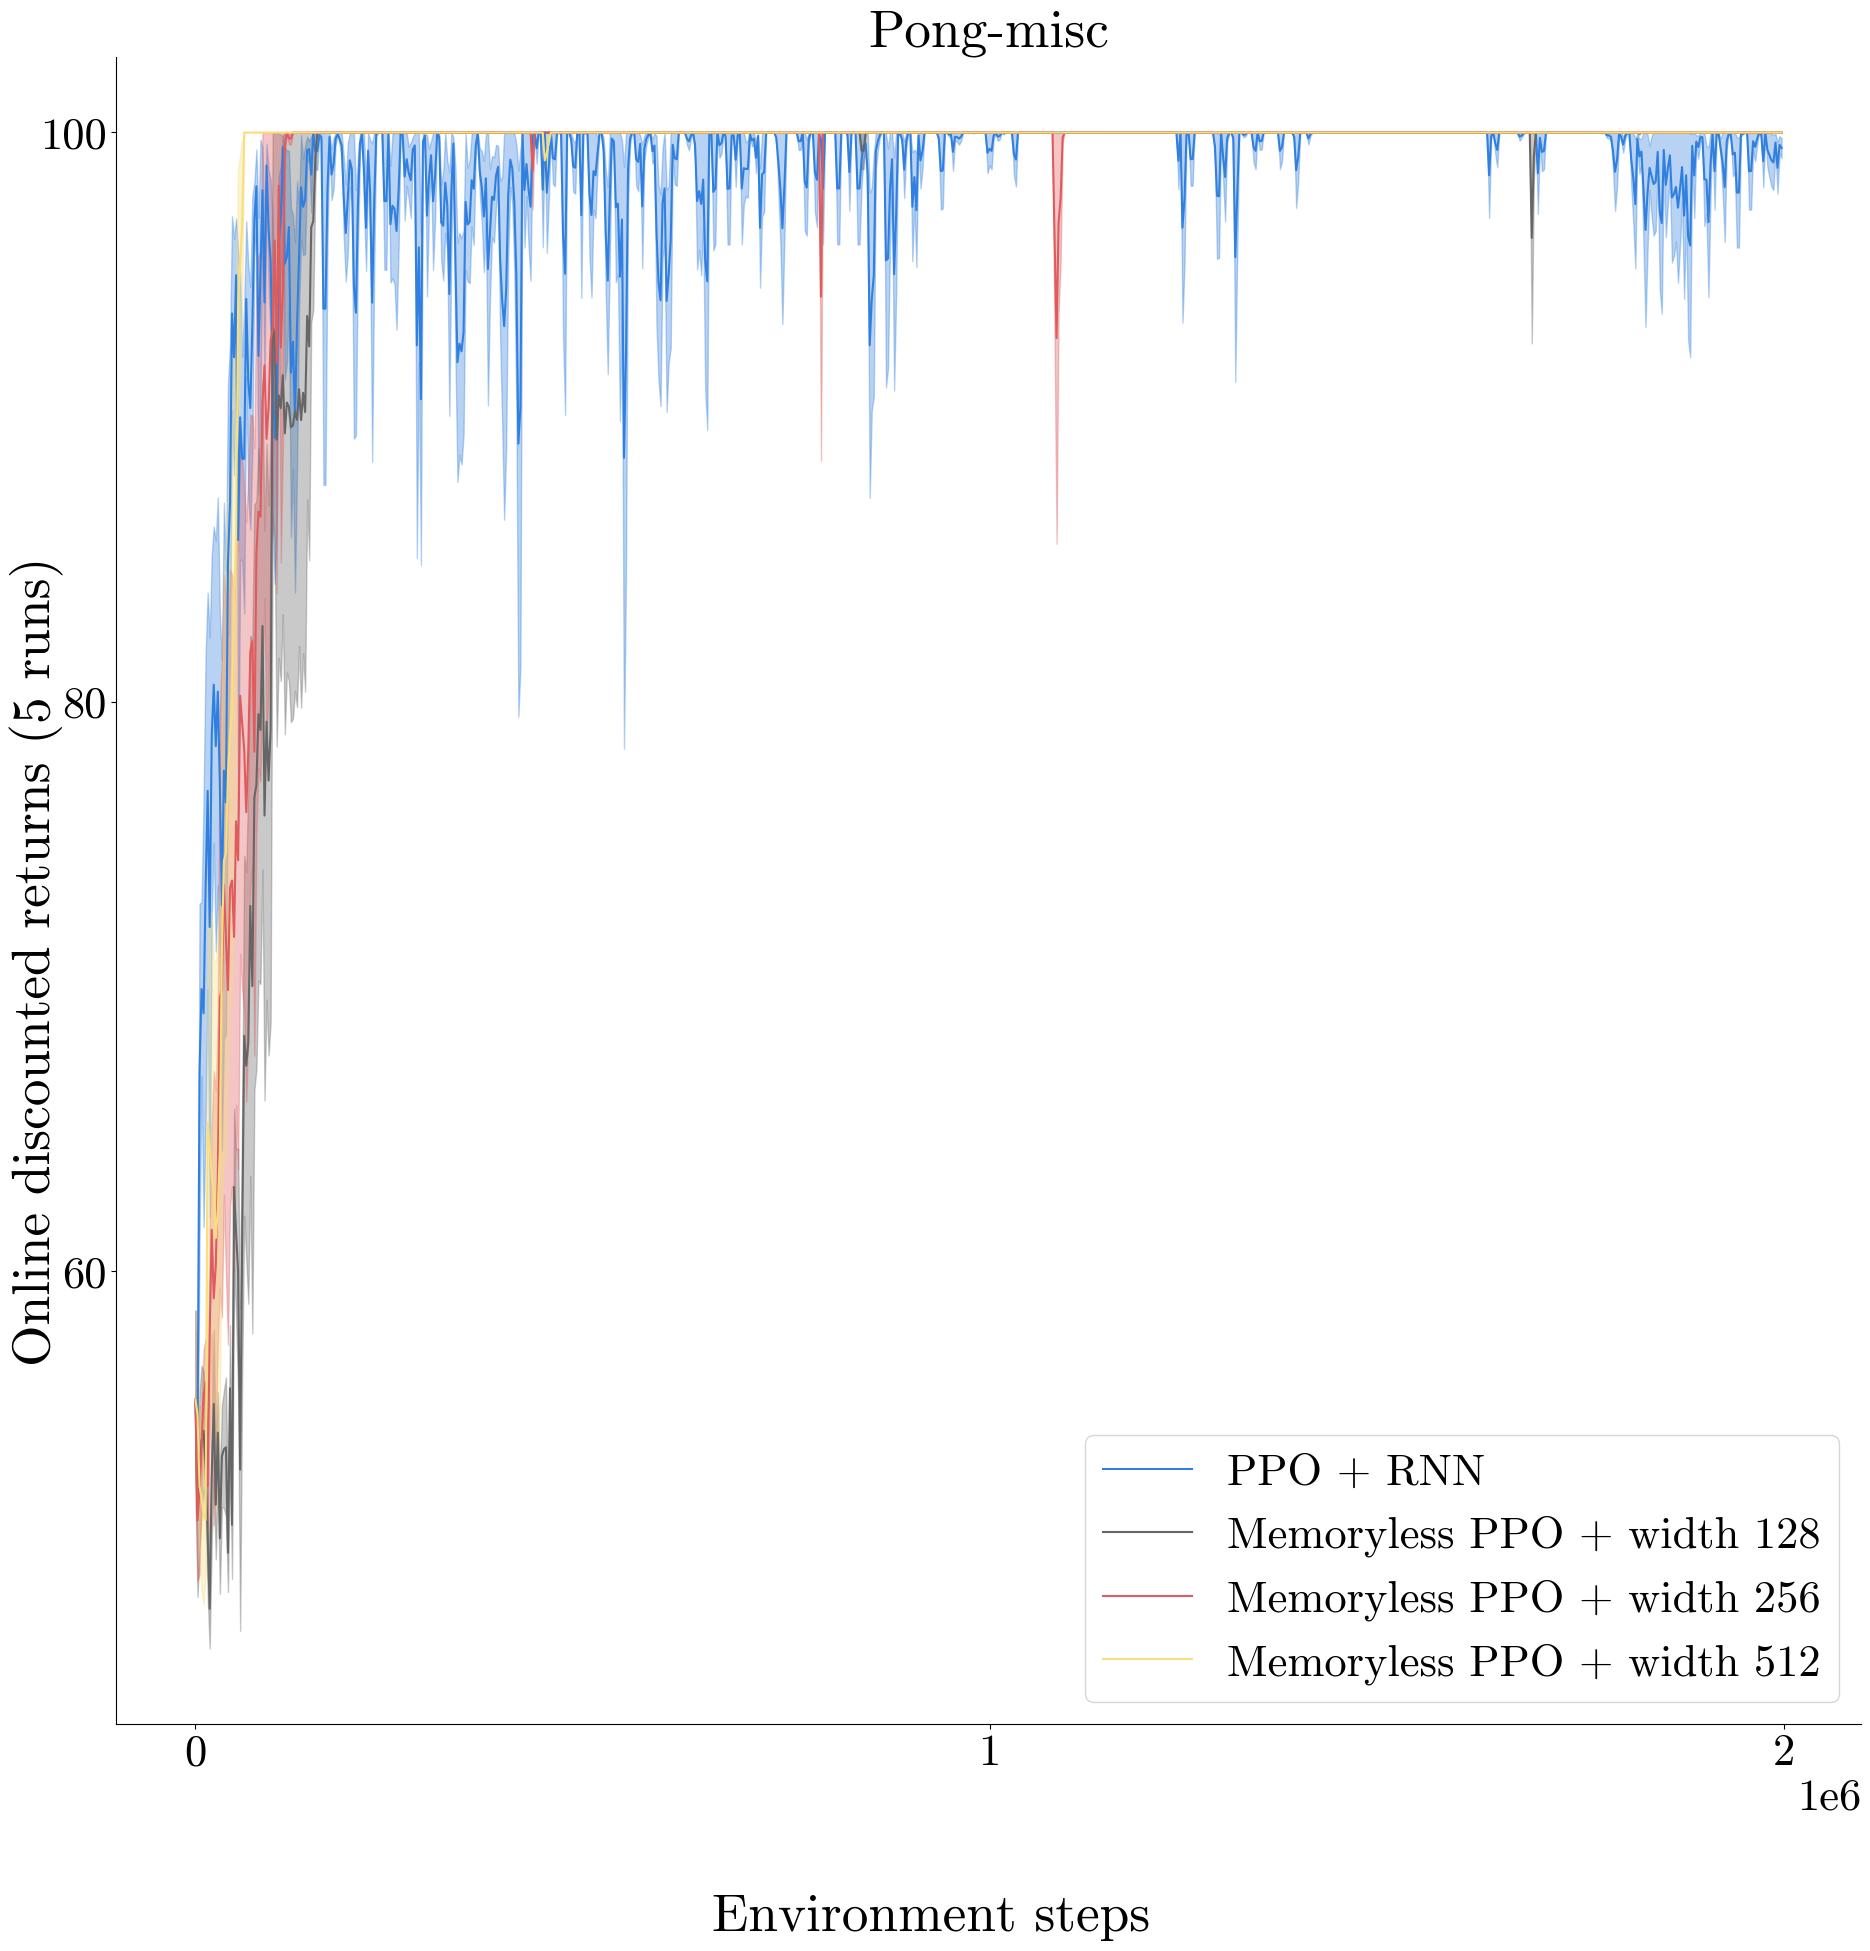 Pong-misc
Online discounted returns (5 runs)
100
80
60
PPO + RNN
Memoryless PPO + width 128
Memoryless PPO + width 256
Memoryless PPO + width 512
0
1
2
1e6
Environment steps